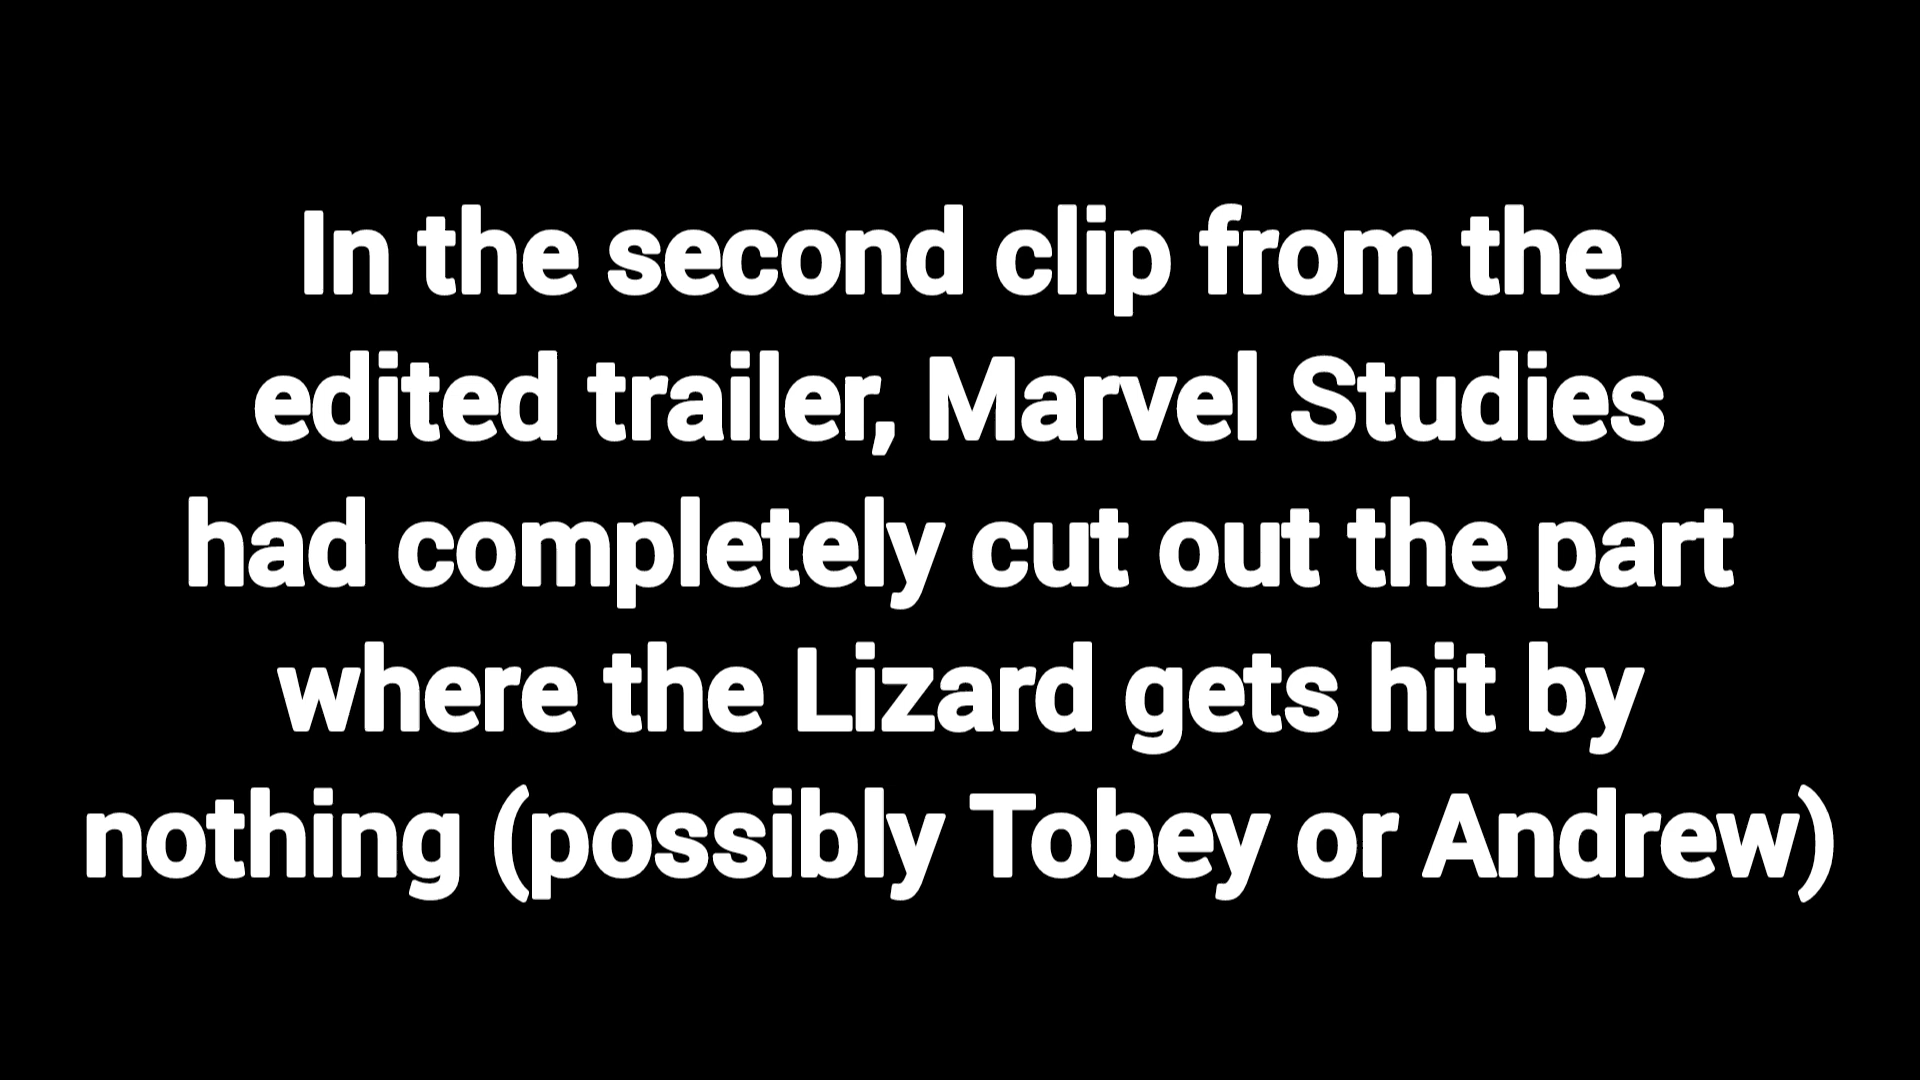 In the second clip from the
edited trailer, Marvel Studies
had completely cut out the part
where the Lizard gets hit by
nothing (possibly Tobey or Andrew)